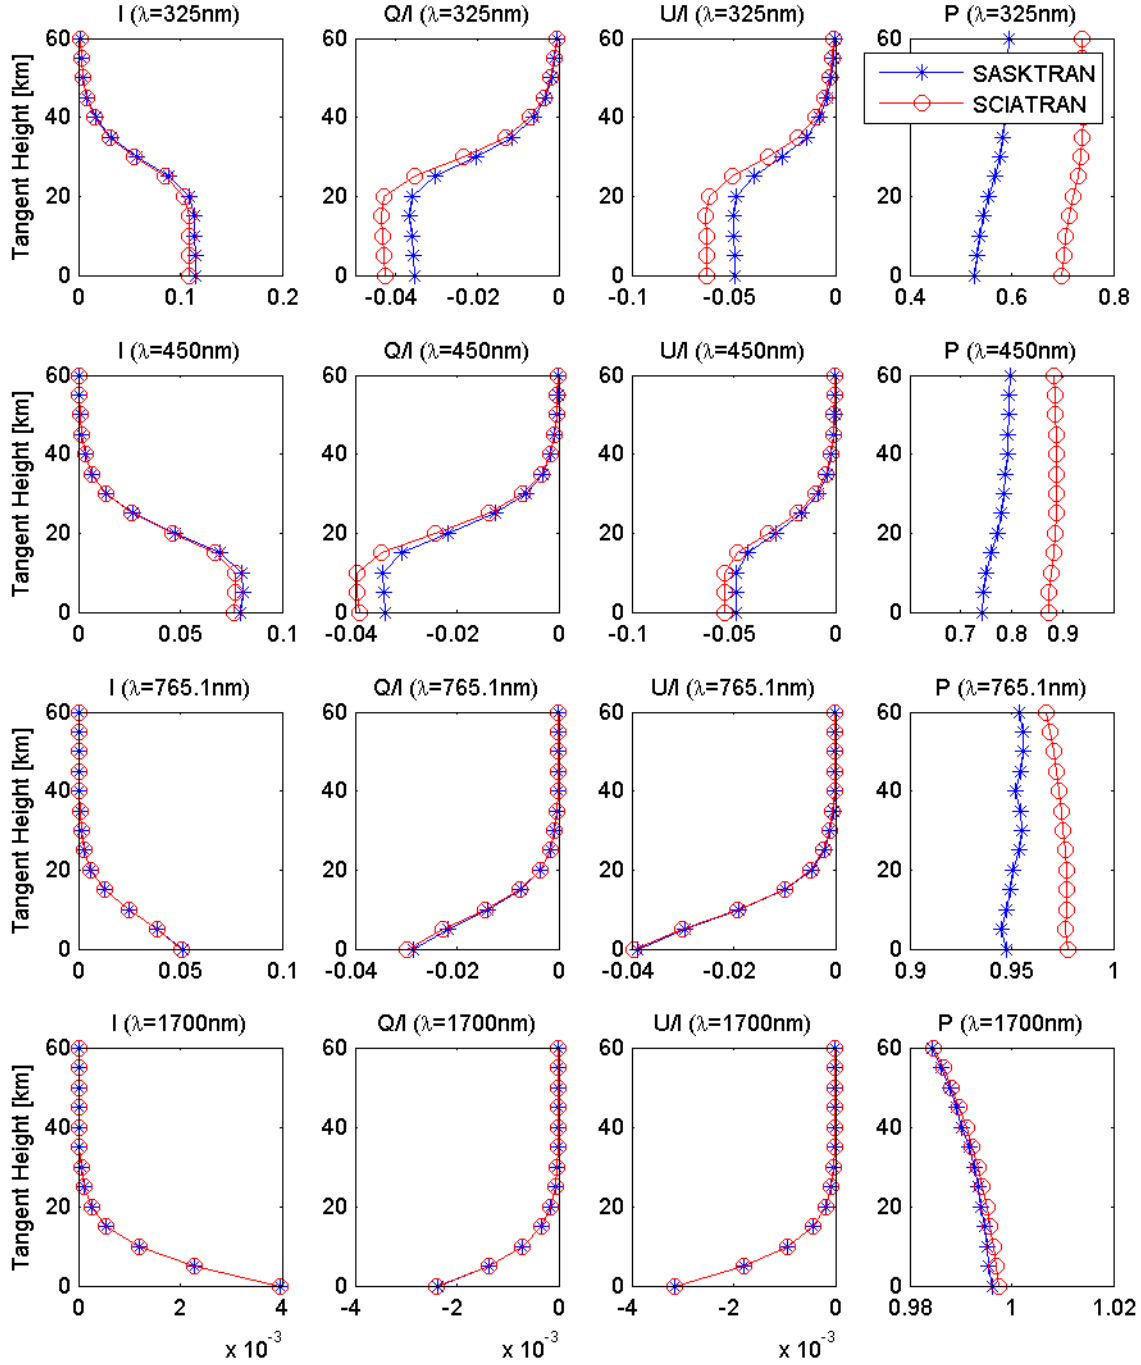 I (λ=325nm) Q/I (λ=325nm) U/I (λ=325nm) P (λ=325nm)
Tangent Height [km]
60
40
20
0
0 0.1 0.2
-0.04 -0.02 0
-0.1 -0.05 0
0.4 0.6 0.8
SASKTRAN
SCIATRAN
I (λ=450nm) Q/I (λ=450nm) U/I (λ=450nm) P (λ=450nm)
Tangent Height [km]
60
40
20
0
0 0.05 0.1
-0.04 -0.02 0
-0.1 -0.05 0
0.7 0.8 0.9
I (λ=765.1nm) Q/I (λ=765.1nm) U/I (λ=765.1nm) P (λ=765.1nm)
Tangent Height [km]
60
40
20
0
0 0.05 0.1
-0.04 -0.02 0
-0.04 -0.02 0
0.9 0.95 1
I (λ=1700nm) Q/I (λ=1700nm) U/I (λ=1700nm) P (λ=1700nm)
Tangent Height [km]
60
40
20
0
0 2 4
x 10⁻³
-4 -2 0
x 10⁻³
-4 -2 0
x 10⁻³
0.98 1 1.02